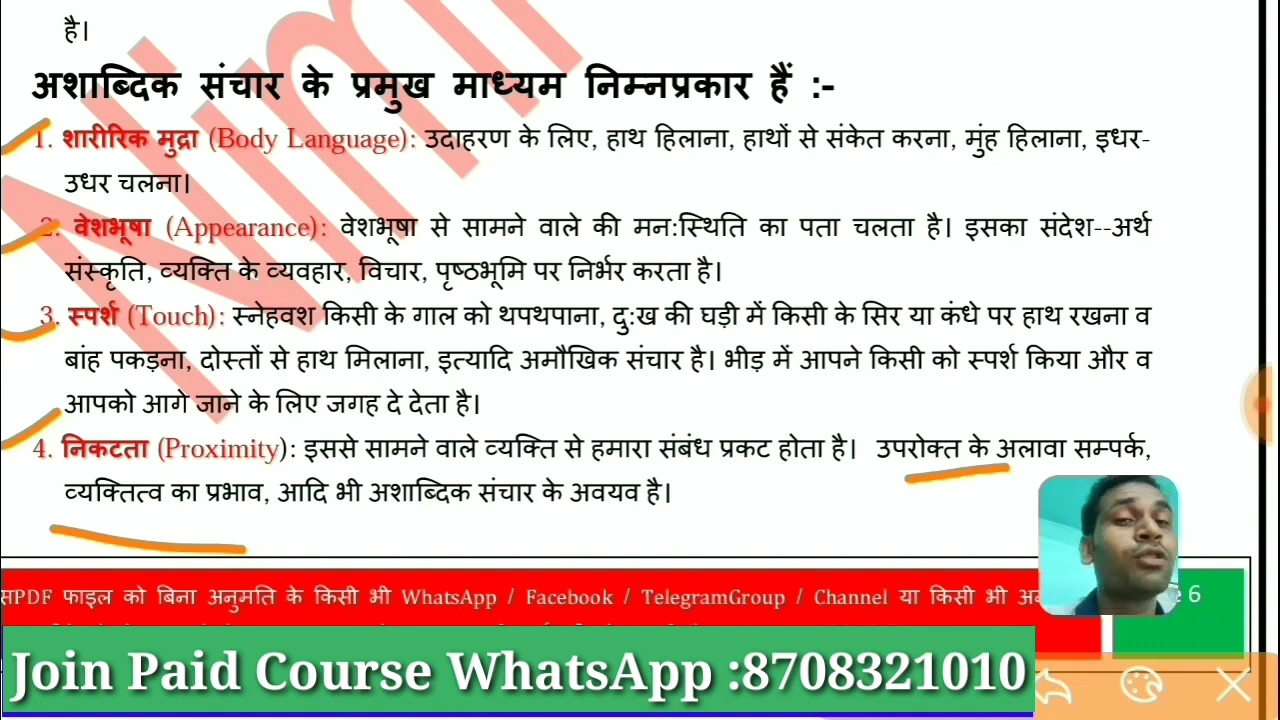 है।
अशाब्दिक संचार के प्रमुख माध्यम निम्नप्रकार हैं :-
1. शारीरिक मुद्रा (Body Language): उदाहरण के लिए, हाथ हिलाना, हाथों से संकेत करना, मुंह हिलाना, इधर-
उधर चलना।
2. वेशभूषा (Appearance): वेशभूषा से सामने वाले की मन:स्थिति का पता चलता है। इसका संदेश--अर्थ
संस्कृति, व्यक्ति के व्यवहार, विचार, पृष्ठभूमि पर निर्भर करता है।
3. स्पर्श (Touch): स्नेहवश किसी के गाल को थपथपाना, दु:ख की घड़ी में किसी के सिर या कंधे पर हाथ रखना व
बांह पकड़ना, दोस्तों से हाथ मिलाना, इत्यादि अमौखिक संचार है। भीड़ में आपने किसी को स्पर्श किया और व
आपको आगे जाने के लिए जगह दे देता है।
4. निकटता (Proximity): इससे सामने वाले व्यक्ति से हमारा संबंध प्रकट होता है। उपरोक्त के अलावा सम्पर्क,
व्यक्तित्व का प्रभाव, आदि भी अशाब्दिक संचार के अवयव है।
PDF फाइल को बिना अनुमति के किसी भी WhatsApp / Facebook / TelegramGroup / Channel या किसी भी
6
Join Paid Course WhatsApp :8708321010